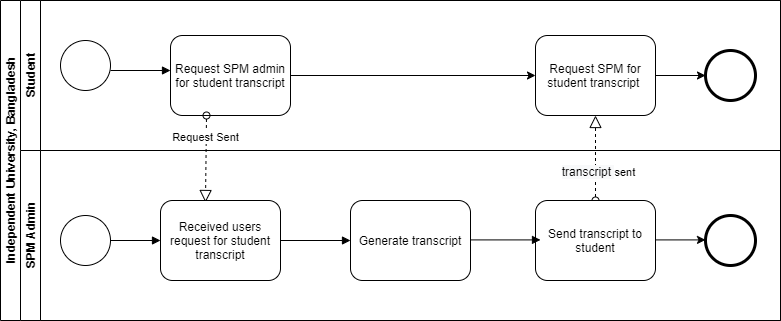 Independent University, Bangladesh
Student
Request SPM admin
for student transcript
Request SPM for
student transcript
Request Sent
transcript sent
SPM Admin
Received users
request for student
transcript
Generate transcript
Send transcript to
student